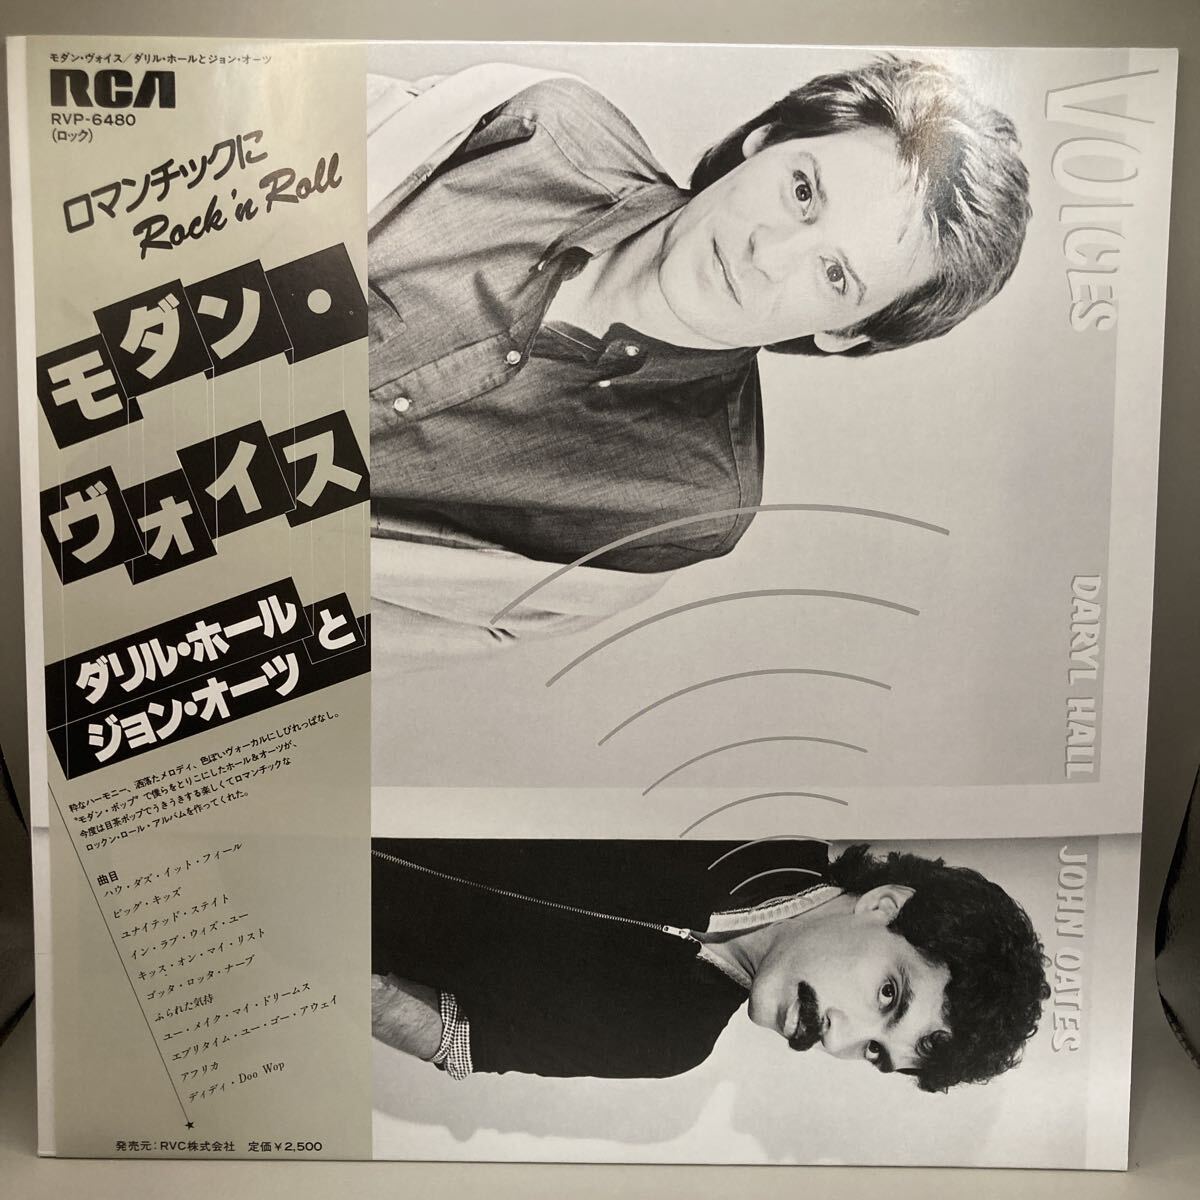 モダン・ヴォイス／ダリル・ホールとジョン・オーツ
RCA
RVP-6480
(ロック)
ロマンチックに
Rock'n Roll
モダン・
ヴォイス
ダリル・ホール
と
ジョン・オーツ
粋なハーモニー、洒落たメロディ、色ぽいヴォーカルにしびれっぱなし。
"モダン・ポップ"で僕らをとりこにしたホール&オーツが、
今度は目茶ポップでうきうきする楽しくてロマンチックな
ロックン・ロール・アルバムを作ってくれた。
曲目
ハウ・ダズ・イット・フィール
ビッグ・キッズ
ユナイテッド・ステイト
イン・ラブ・ウィズ・ユー
キッス・オン・マイ・リスト
ゴッタ・ロッタ・ナーブ
ふられた気持
ユー・メイク・マイ・ドリームス
エブリタイム・ユー・ゴー・アウェイ
アフリカ
ディディ・Doo Wop
発売元：RVC株式会社 定価￥2,500
VOICES
DARYL HALL
JOHN OATES